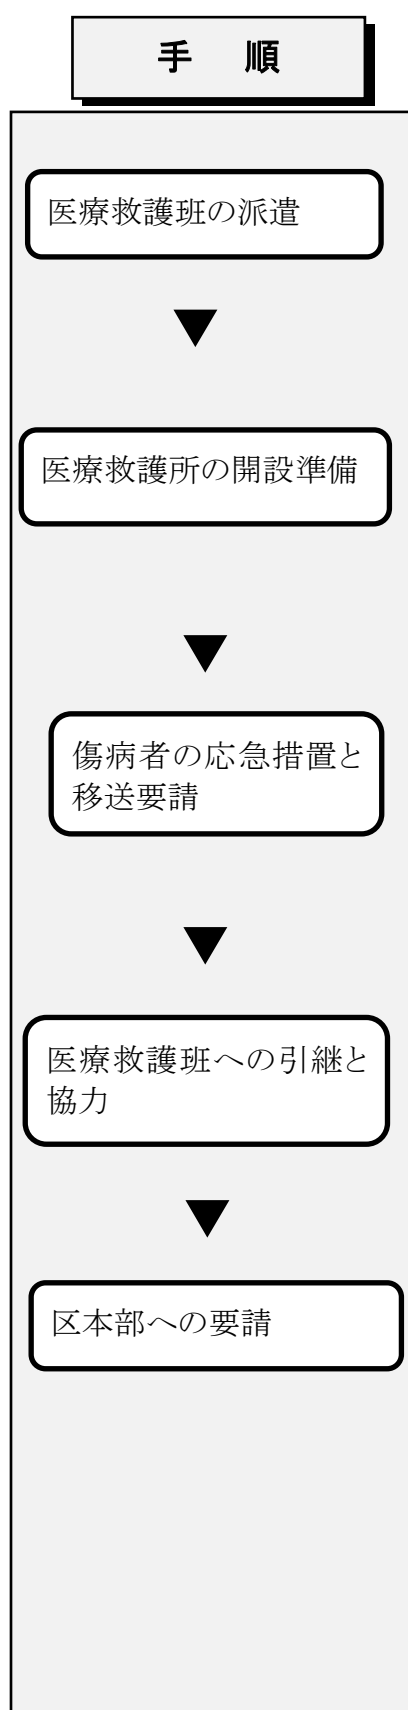 手　順
医療救護班の派遣
▼
医療救護所の開設準備
▼
傷病者の応急措置と
移送要請
▼
医療救護班への引継と
協力
▼
区本部への要請